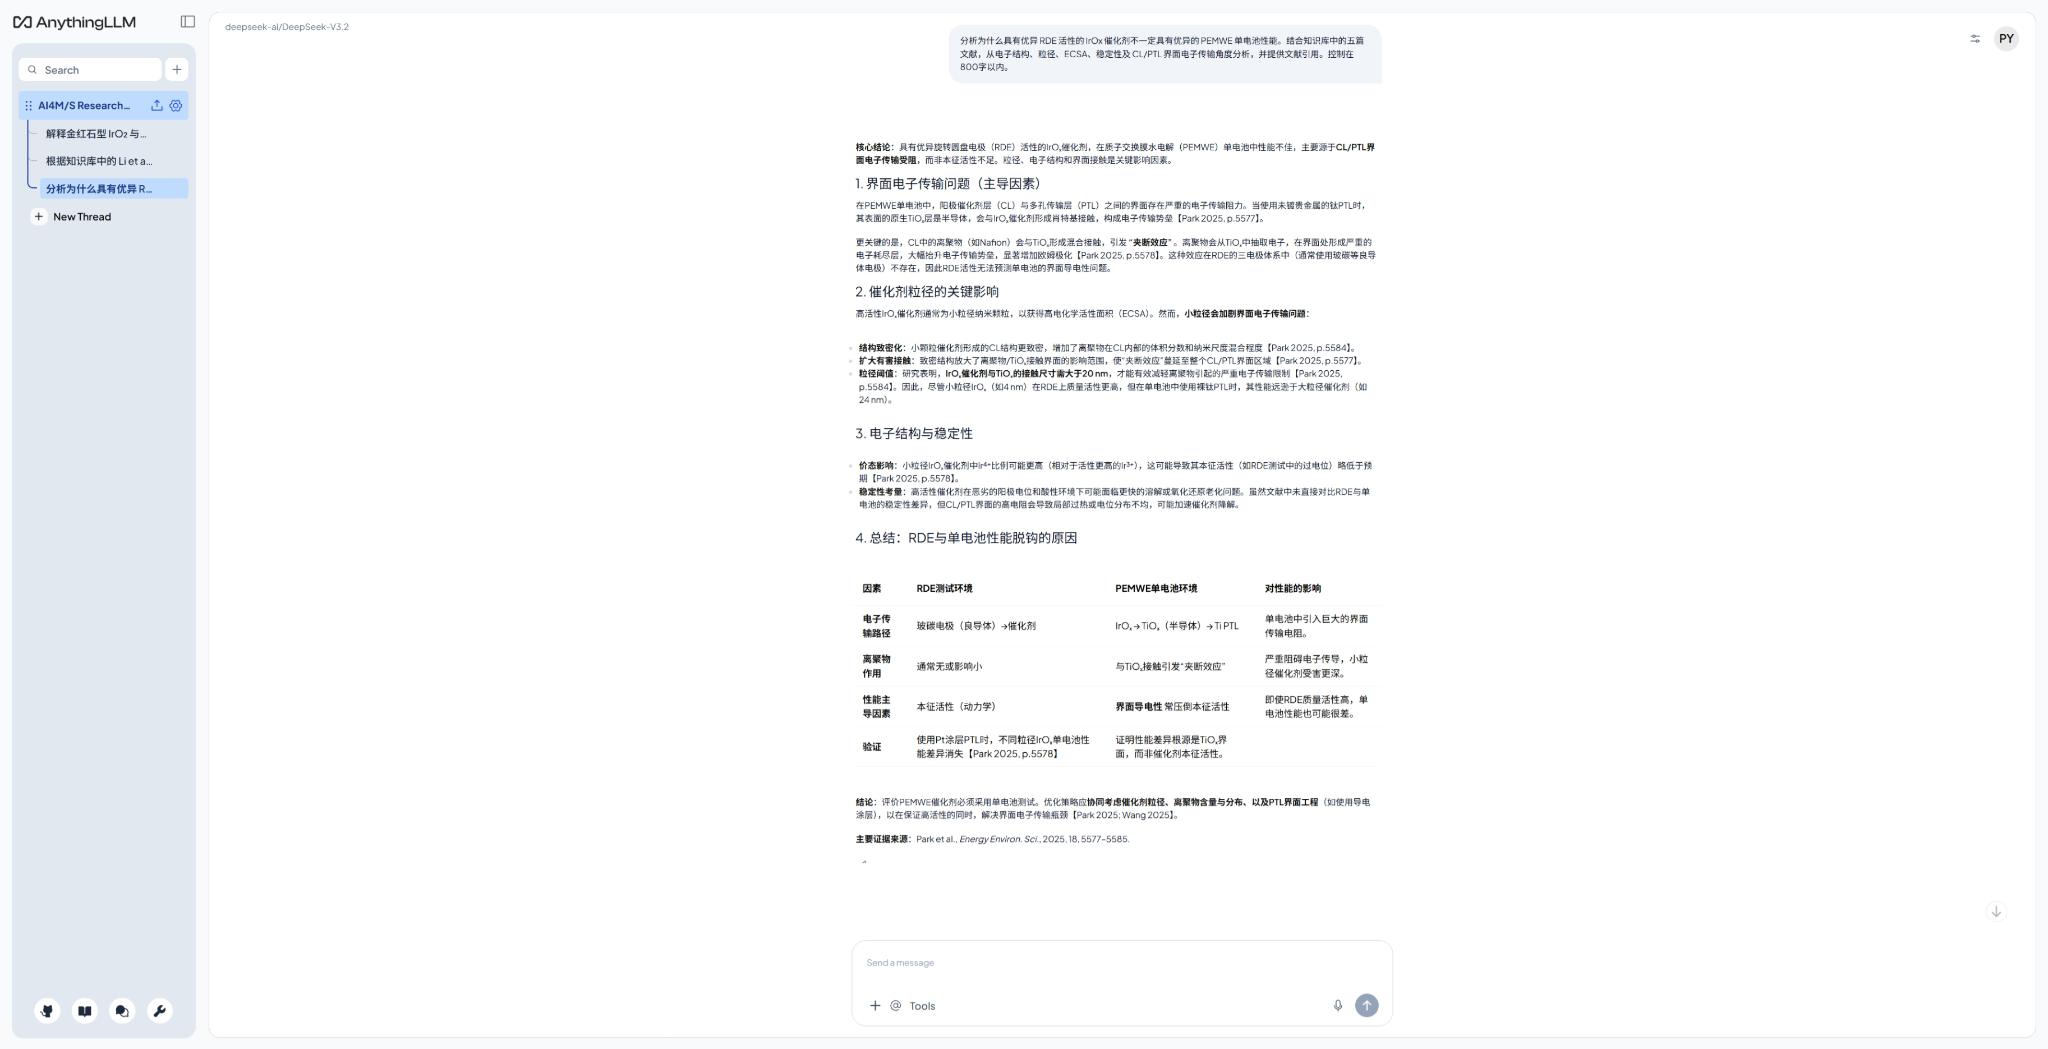 AnythingLLM
Search
AI4M/S Research...
解释金红石型 IrO₂ 与...
根据知识库中的 Li et a...
分析为什么具有优异 R...
New Thread
deepseek-ai/DeepSeek-V3.2
PY
分析为什么具有优异 RDE 活性的 IrOx 催化剂不一定具有优异的 PEMWE 单电池性能。结合知识库中的五篇
文献，从电子结构、粒径、ECSA、稳定性及 CL/PTL 界面电子传输角度分析，并提供文献引用。控制在
800字以内。
核心结论：具有优异旋转圆盘电极（RDE）活性的IrOₓ催化剂，在质子交换膜水电解（PEMWE）单电池中性能不佳，主要源于CL/PTL界
面电子传输受阻，而非本征活性不足。粒径、电子结构和界面接触是关键影响因素。
1. 界面电子传输问题（主导因素）
在PEMWE单电池中，阳极催化剂层（CL）与多孔传输层（PTL）之间的界面存在严重的电子传输阻力。当使用未镀贵金属的钛PTL时，
其表面的原生TiOₓ层是半导体，会与IrOₓ催化剂形成肖特基接触，构成电子传输势垒【Park 2025, p.5577】。
更关键的是，CL中的离聚物（如Nafion）会与TiOₓ形成混合接触，引发 “夹断效应” 。离聚物会从TiOₓ中抽取电子，在界面处形成严重的
电子耗尽层，大幅抬升电子传输势垒，显著增加欧姆极化【Park 2025, p.5578】。这种效应在RDE的三电极体系中（通常使用玻碳等良导
体电极）不存在，因此RDE活性无法预测单电池的界面导电性问题。
2. 催化剂粒径的关键影响
高活性IrOₓ催化剂通常为小粒径纳米颗粒，以获得高电化学活性面积（ECSA）。然而，小粒径会加剧界面电子传输问题：
结构致密化：小颗粒催化剂形成的CL结构更致密，增加了离聚物在CL内部的体积分数和纳米尺度混合程度【Park 2025, p.5584】。
扩大有害接触：致密结构放大了离聚物/TiOₓ接触界面的影响范围，使“夹断效应”蔓延至整个CL/PTL界面区域【Park 2025, p.5577】。
粒径阈值：研究表明，IrOₓ催化剂与TiOₓ的接触尺寸需大于20 nm，才能有效减轻离聚物引起的严重电子传输限制【Park 2025,
p.5584】。因此，尽管小粒径IrOₓ（如4 nm）在RDE上质量活性更高，但在单电池中使用裸钛PTL时，其性能远逊于大粒径催化剂（如
24 nm）。
3. 电子结构与稳定性
价态影响：小粒径IrOₓ催化剂中Ir⁴⁺比例可能更高（相对于活性更高的Ir³⁺），这可能导致其本征活性（如RDE测试中的过电位）略低于预
期【Park 2025, p.5578】。
稳定性考量：高活性催化剂在恶劣的阳极电位和酸性环境下可能面临更快的溶解或氧化还原老化问题。虽然文献中未直接对比RDE与单
电池的稳定性差异，但CL/PTL界面的高电阻会导致局部过热或电位分布不均，可能加速催化剂降解。
4. 总结：RDE与单电池性能脱钩的原因
因素 RDE测试环境 PEMWE单电池环境 对性能的影响
电子传
输路径 玻碳电极（良导体）→催化剂 IrOₓ→TiOₓ（半导体）→Ti PTL 单电池中引入巨大的界面
传输电阻。
离聚物
作用 通常无或影响小 与TiOₓ接触引发“夹断效应” 严重阻碍电子传导，小粒
径催化剂受害更深。
性能主
导因素 本征活性（动力学） 界面导电性 常压倒本征活性 即使RDE质量活性高，单
电池性能也可能很差。
验证 使用Pt涂层PTL时，不同粒径IrOₓ单电池性
能差异消失【Park 2025, p.5578】 证明性能差异根源是TiOₓ界
面，而非催化剂本征活性。
结论：评价PEMWE催化剂必须采用单电池测试。优化策略应协同考虑催化剂粒径、离聚物含量与分布、以及PTL界面工程（如使用导电
涂层），以在保证高活性的同时，解决界面电子传输瓶颈【Park 2025; Wang 2025】。
主要证据来源：Park et al., Energy Environ. Sci., 2025, 18, 5577–5585.
Send a message
Tools